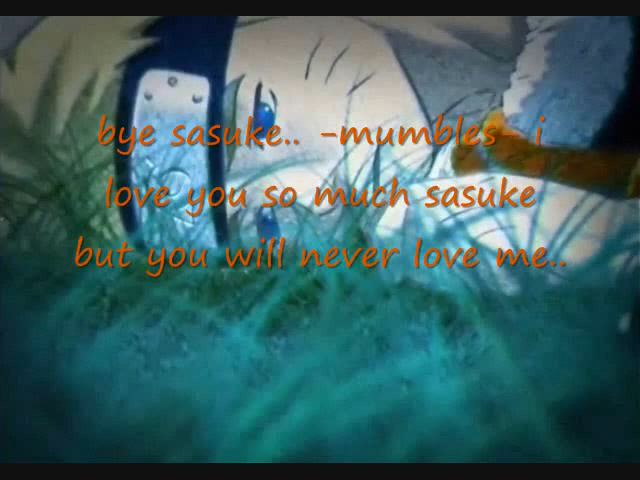 bye sasuke.. -mumbles- i
love you so much sasuke
but you will never love me..